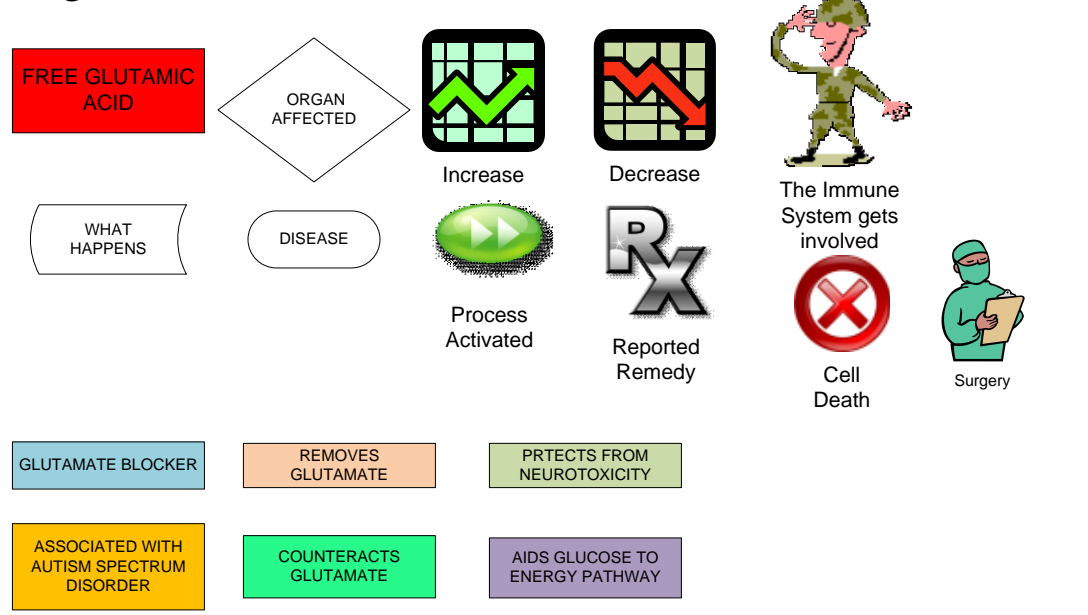 FREE GLUTAMIC
ACID
ORGAN
AFFECTED
Increase
Decrease
The Immune
System gets
involved
WHAT
HAPPENS
DISEASE
Process
Activated
RX
Reported
Remedy
Cell
Death
Surgery
GLUTAMATE BLOCKER
REMOVES
GLUTAMATE
PRTECTS FROM
NEUROTOXICITY
ASSOCIATED WITH
AUTISM SPECTRUM
DISORDER
COUNTERACTS
GLUTAMATE
AIDS GLUCOSE TO
ENERGY PATHWAY